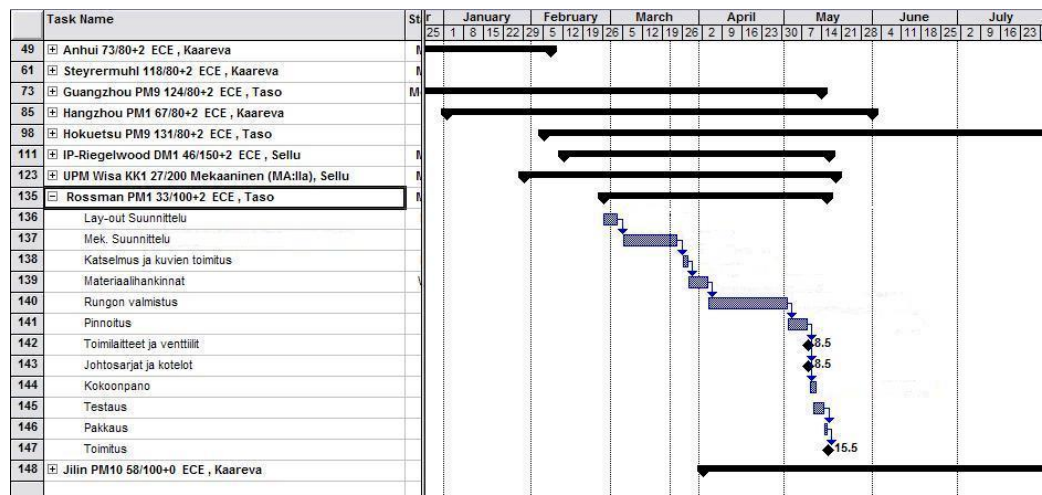 Task Name St r January February March April May June July
25 1 8 15 22 29 5 12 19 26 5 12 19 26 2 9 16 23 30 7 14 21 28 4 11 18 25 2 9 16 23
49 Anhui 73/80+2 ECE , Kaareva
61 Steyrermuhl 118/80+2 ECE , Kaareva
73 Guangzhou PM9 124/80+2 ECE , Taso
85 Hangzhou PM1 67/80+2 ECE , Kaareva
98 Hokuetsu PM9 131/80+2 ECE , Taso
111 IP-Riegelwood DM1 46/150+2 ECE , Sellu
123 UPM Wisa KK1 27/200 Mekaaninen (MA:lla), Sellu
135 Rossman PM1 33/100+2 ECE , Taso
136 Lay-out Suunnittelu
137 Mek. Suunnittelu
138 Katselmus ja kuvien toimitus
139 Materiaalihankinnat
140 Rungon valmistus
141 Pinnoitus
142 Toimilaitteet ja venttiilit 8.5
143 Johtosarjat ja kotelot 8.5
144 Kokoonpano
145 Testaus
146 Pakkaus
147 Toimitus 15.5
148 Jilin PM10 58/100+0 ECE , Kaareva